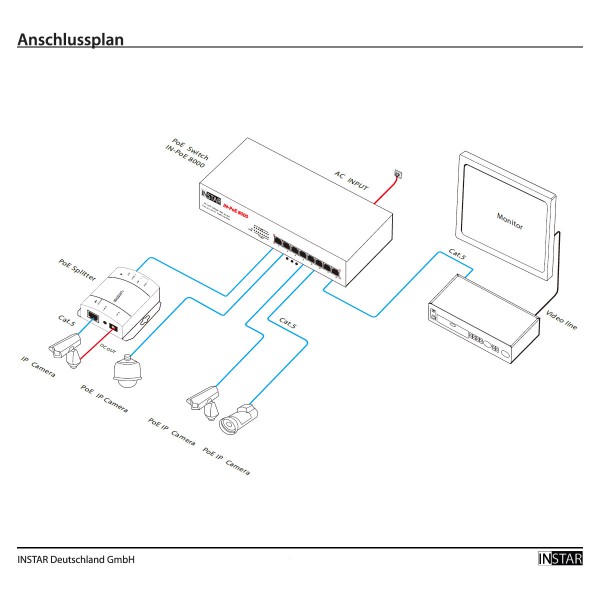 Anschlussplan
PoE Switch
IN-PoE 8000
AC INPUT
INSTAR
IN-PoE 8000
Monitor
Cat.5
Video line
PoE Splitter
Cat.5
DC OUT
IP Camera
PoE IP Camera
Cat.5
PoE IP Camera
PoE IP Camera
INSTAR Deutschland GmbH
INSTAR